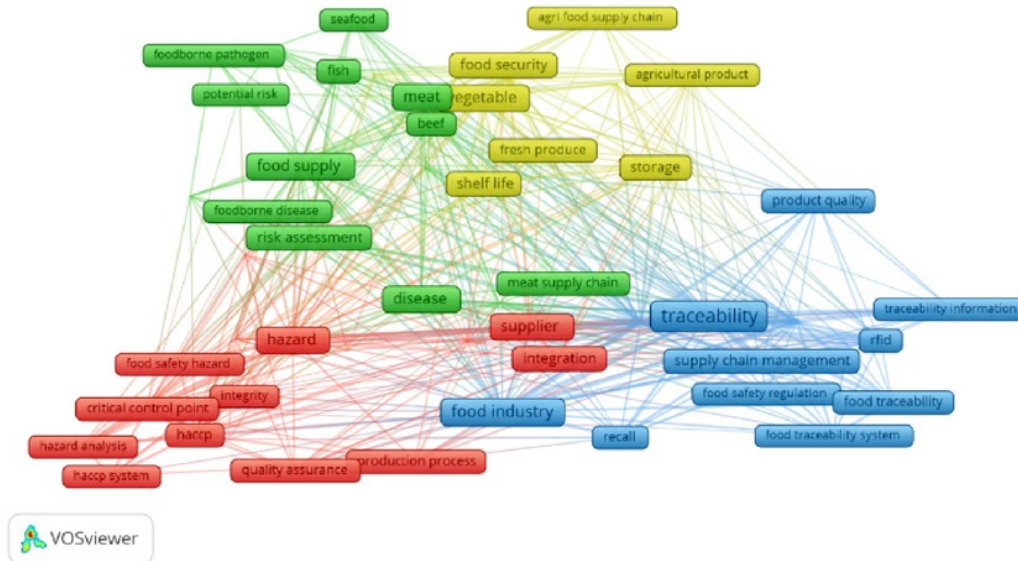 seafood
agri food supply chain
foodborne pathogen
food security
fish
agricultural product
potential risk
meat
vegetable
beef
fresh produce
food supply
storage
shelf life
product quality
foodborne disease
risk assessment
meat supply chain
disease
traceability
traceability information
supplier
hazard
rfid
integration
supply chain management
food safety hazard
integrity
food safety regulation
food traceability
critical control point
food industry
haccp
recall
food traceability system
hazard analysis
production process
quality assurance
haccp system
VOSviewer